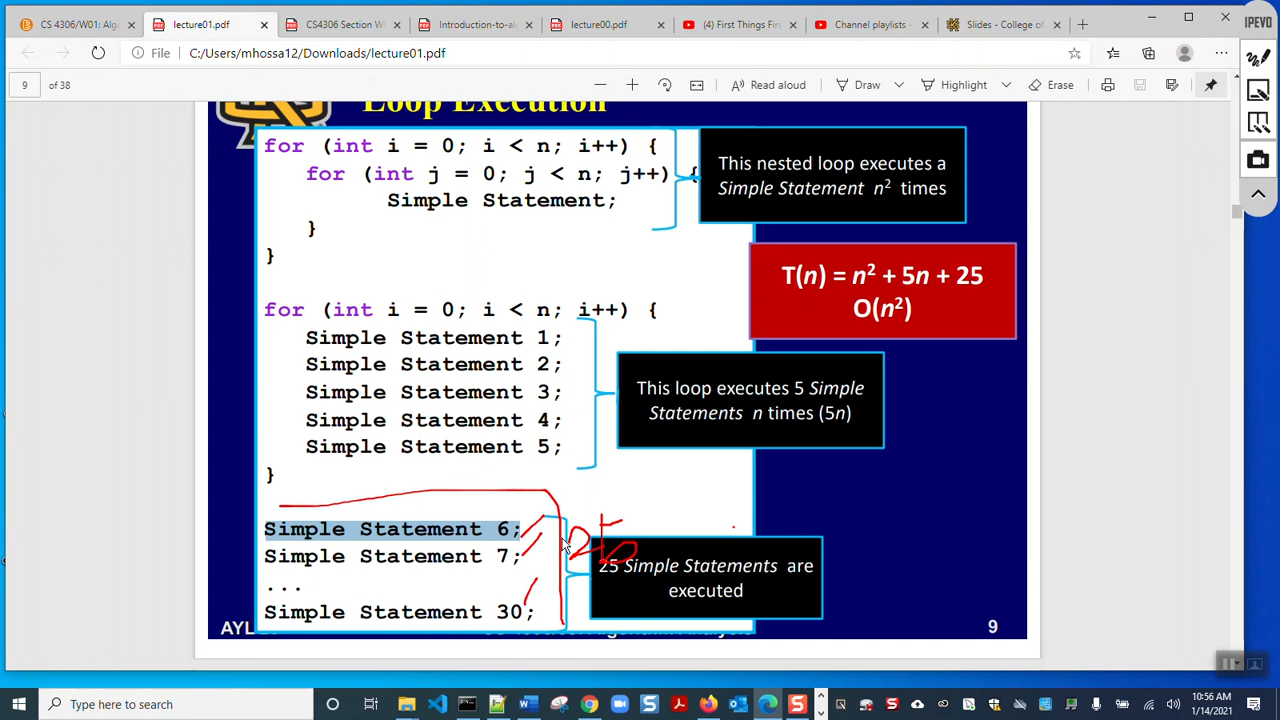 CS 4306/W01: Alg
lecture01.pdf
CS4306 Section W
Introduction-to-al
lecture00.pdf
(4) First Things Firs
Channel playlists -
Slides - College of
IPEVO
File
C:/Users/mhossa12/Downloads/lecture01.pdf
9
of 38
Read aloud
Draw
Highlight
Erase
Loop Execution
for (int i = 0; i < n; i++) {
for (int j = 0; j < n; j++) {
Simple Statement;
}
}
This nested loop executes a
Simple Statement n² times
T(n) = n² + 5n + 25
O(n²)
for (int i = 0; i < n; i++) {
Simple Statement 1;
Simple Statement 2;
Simple Statement 3;
Simple Statement 4;
Simple Statement 5;
}
This loop executes 5 Simple
Statements n times (5n)
Simple Statement 6;
Simple Statement 7;
...
Simple Statement 30;
25
25 Simple Statements are
executed
9
Type here to search
10:56 AM
1/14/2021